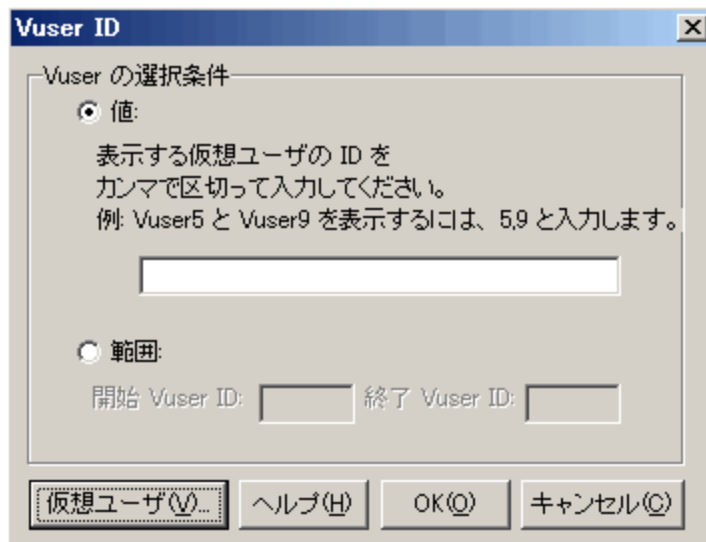 Vuser ID
Vuser の選択条件
値:
表示する仮想ユーザの ID を
カンマで区切って入力してください。
例: Vuser5 と Vuser9 を表示するには、5,9 と入力します。
範囲:
開始 Vuser ID: 終了 Vuser ID:
仮想ユーザ(V)... ヘルプ(H) OK(O) キャンセル(C)